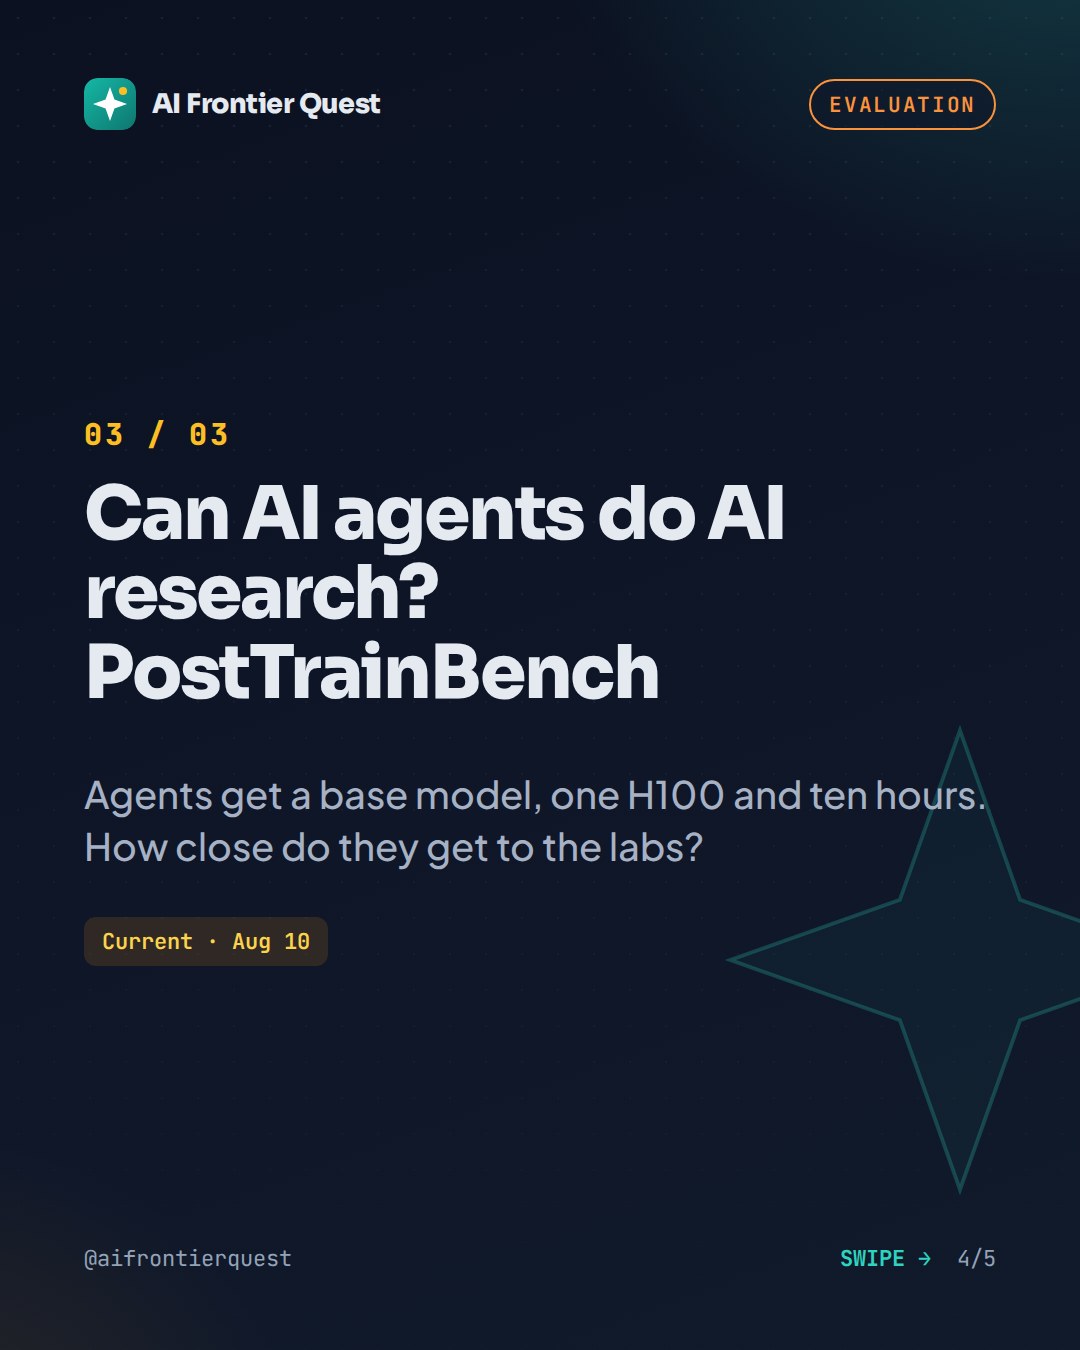 AI Frontier Quest
EVALUATION
03 / 03
Can AI agents do AI
research?
PostTrainBench
Agents get a base model, one H100 and ten hours.
How close do they get to the labs?
Current · Aug 10
@aifrontierquest
SWIPE → 4/5